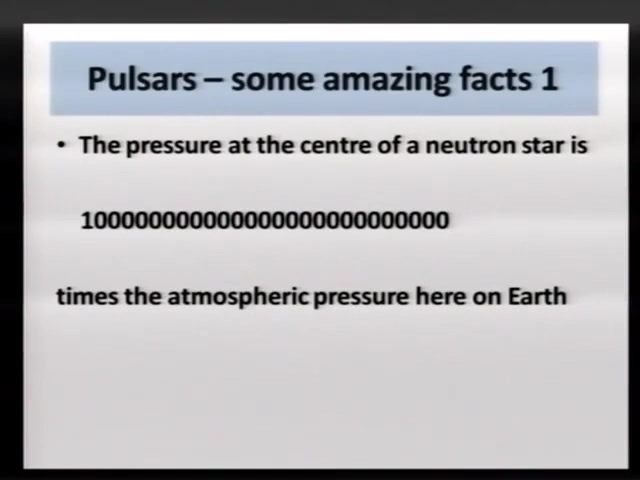 Pulsars – some amazing facts 1
• The pressure at the centre of a neutron star is
1000000000000000000000000000
times the atmospheric pressure here on Earth